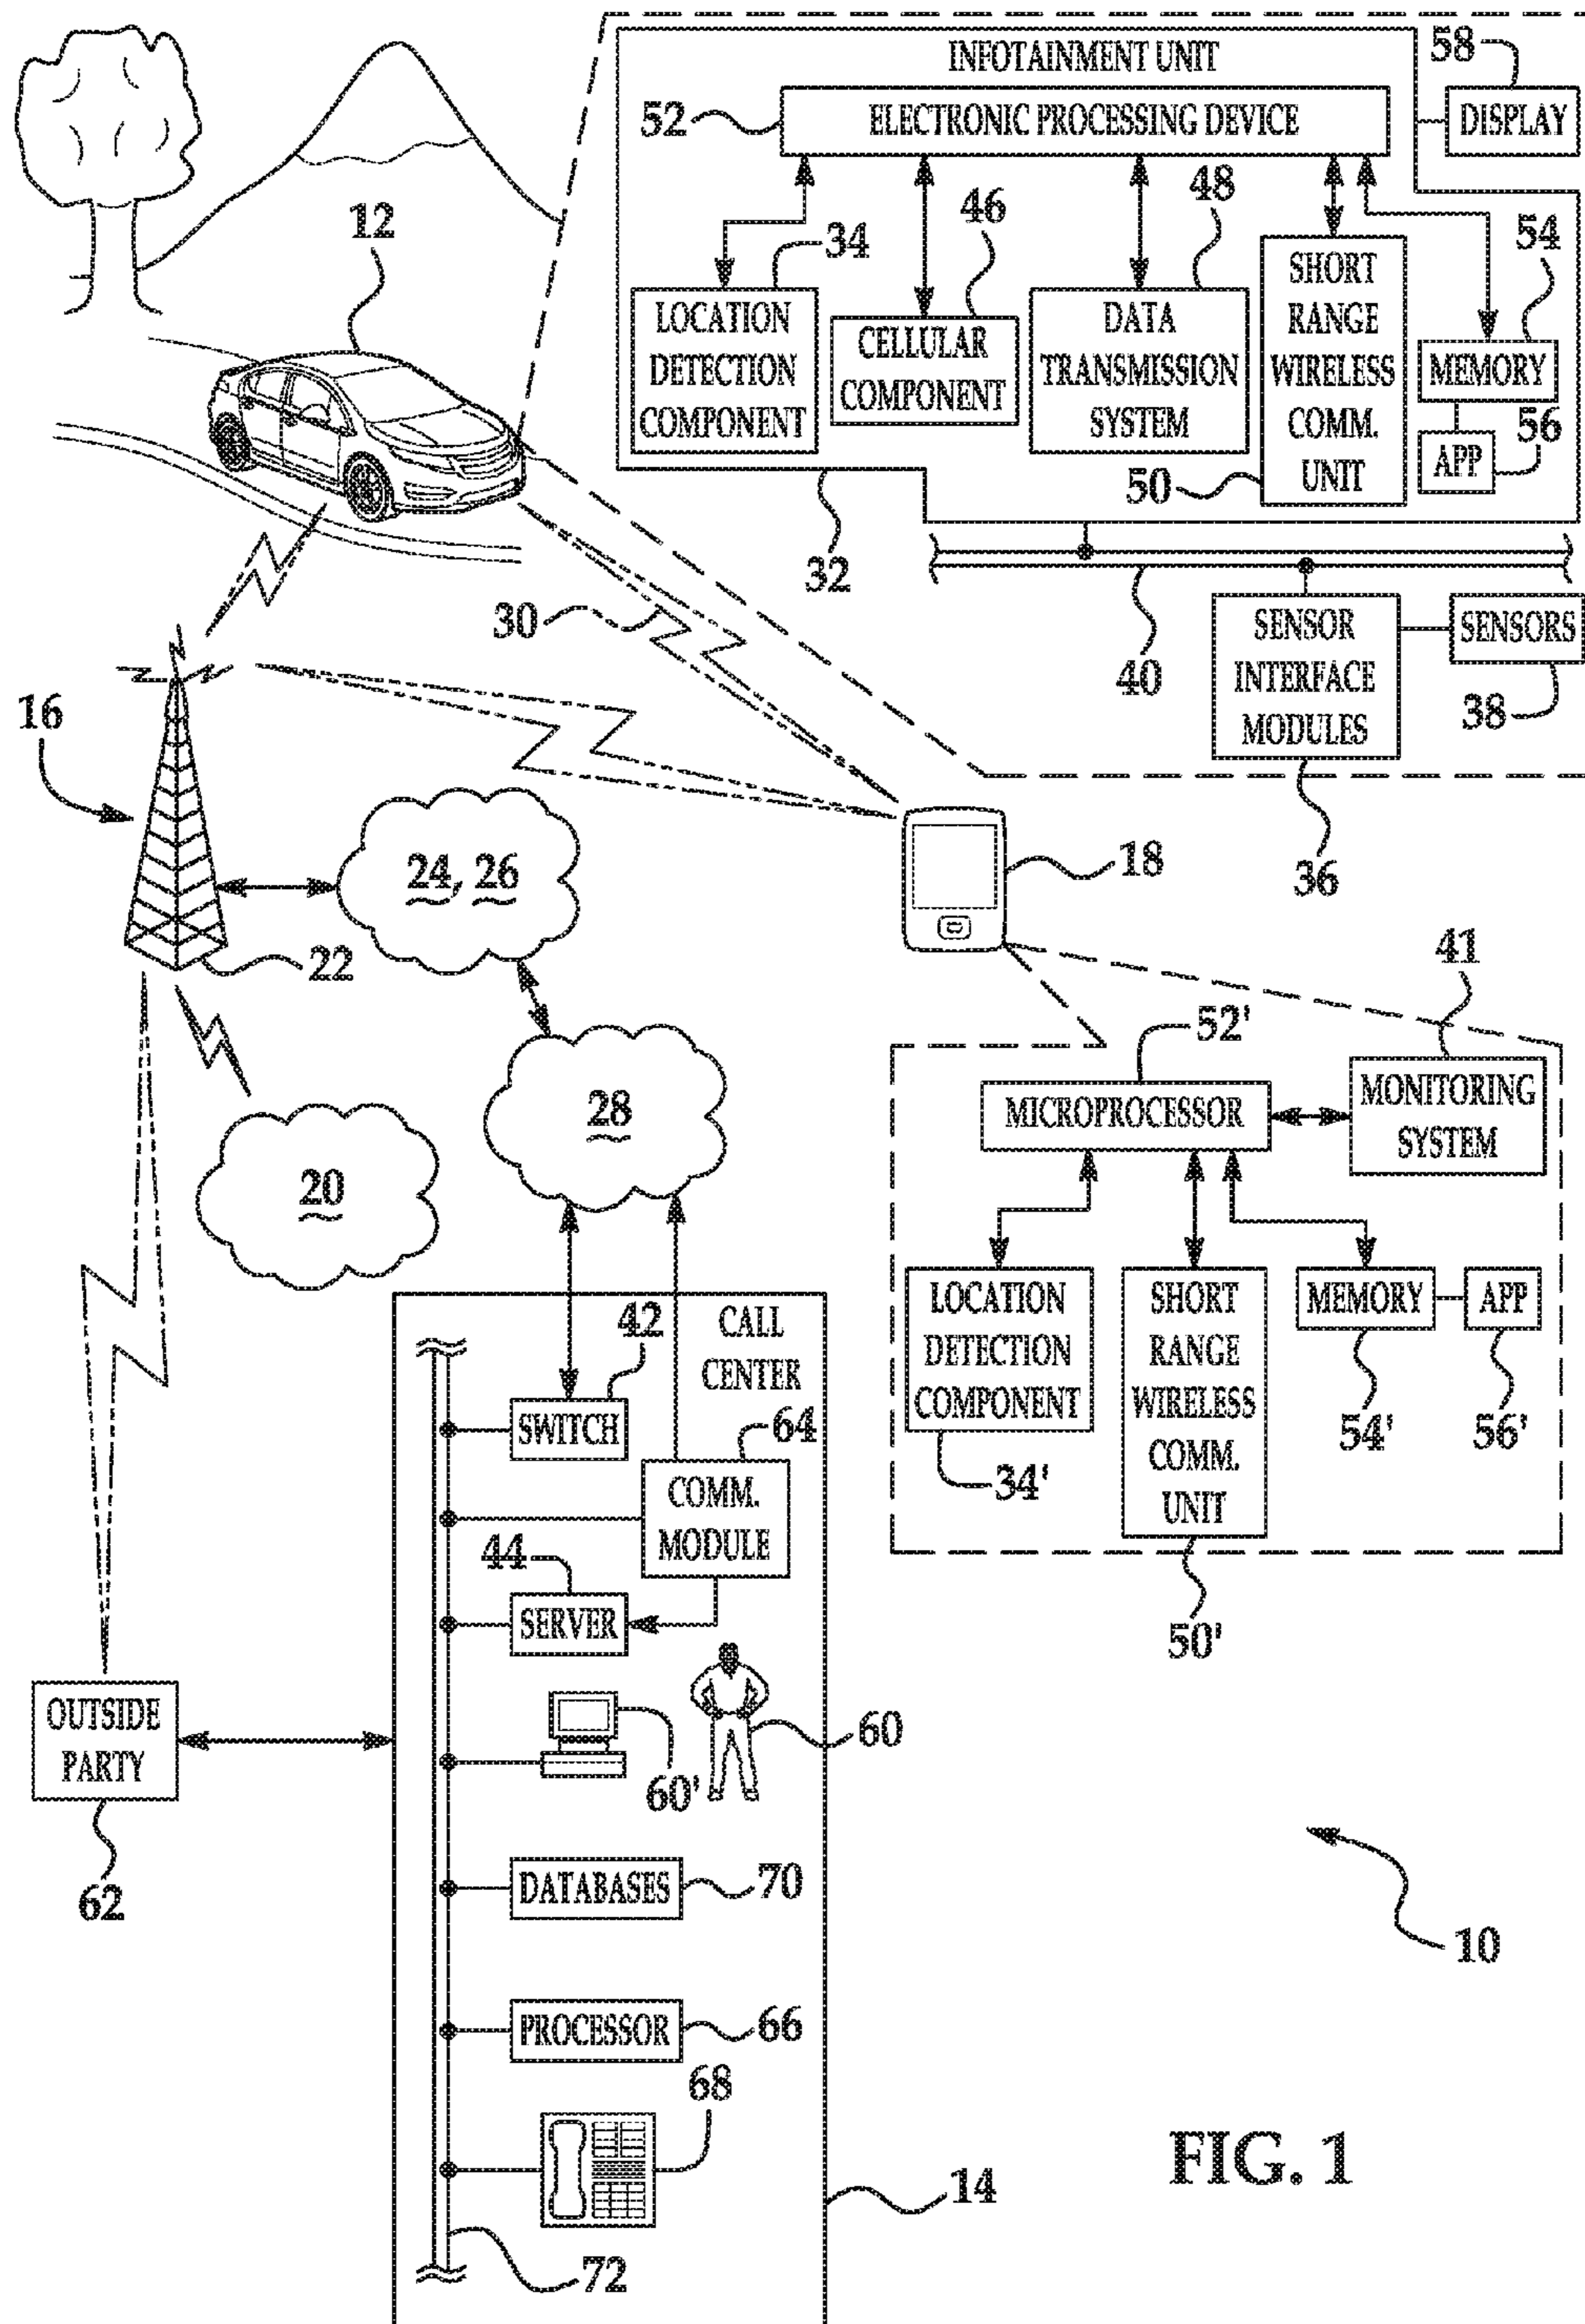 INFOTAINMENT UNIT
58
DISPLAY
52
ELECTRONIC PROCESSING DEVICE
12
34
46
48
54
LOCATION
DETECTION
COMPONENT
CELLULAR
COMPONENT
DATA
TRANSMISSION
SYSTEM
SHORT
RANGE
WIRELESS
COMM.
UNIT
MEMORY
56
APP
50
32
30
40
SENSOR
INTERFACE
MODULES
SENSORS
38
36
16
24, 26
22
18
41
28
20
52'
MICROPROCESSOR
MONITORING
SYSTEM
LOCATION
DETECTION
COMPONENT
SHORT
RANGE
WIRELESS
COMM.
UNIT
MEMORY
APP
54'
56'
34'
50'
CALL
CENTER
42
SWITCH
64
COMM.
MODULE
44
SERVER
60
60'
OUTSIDE
PARTY
62
DATABASES
70
PROCESSOR
66
68
72
14
10
FIG. 1